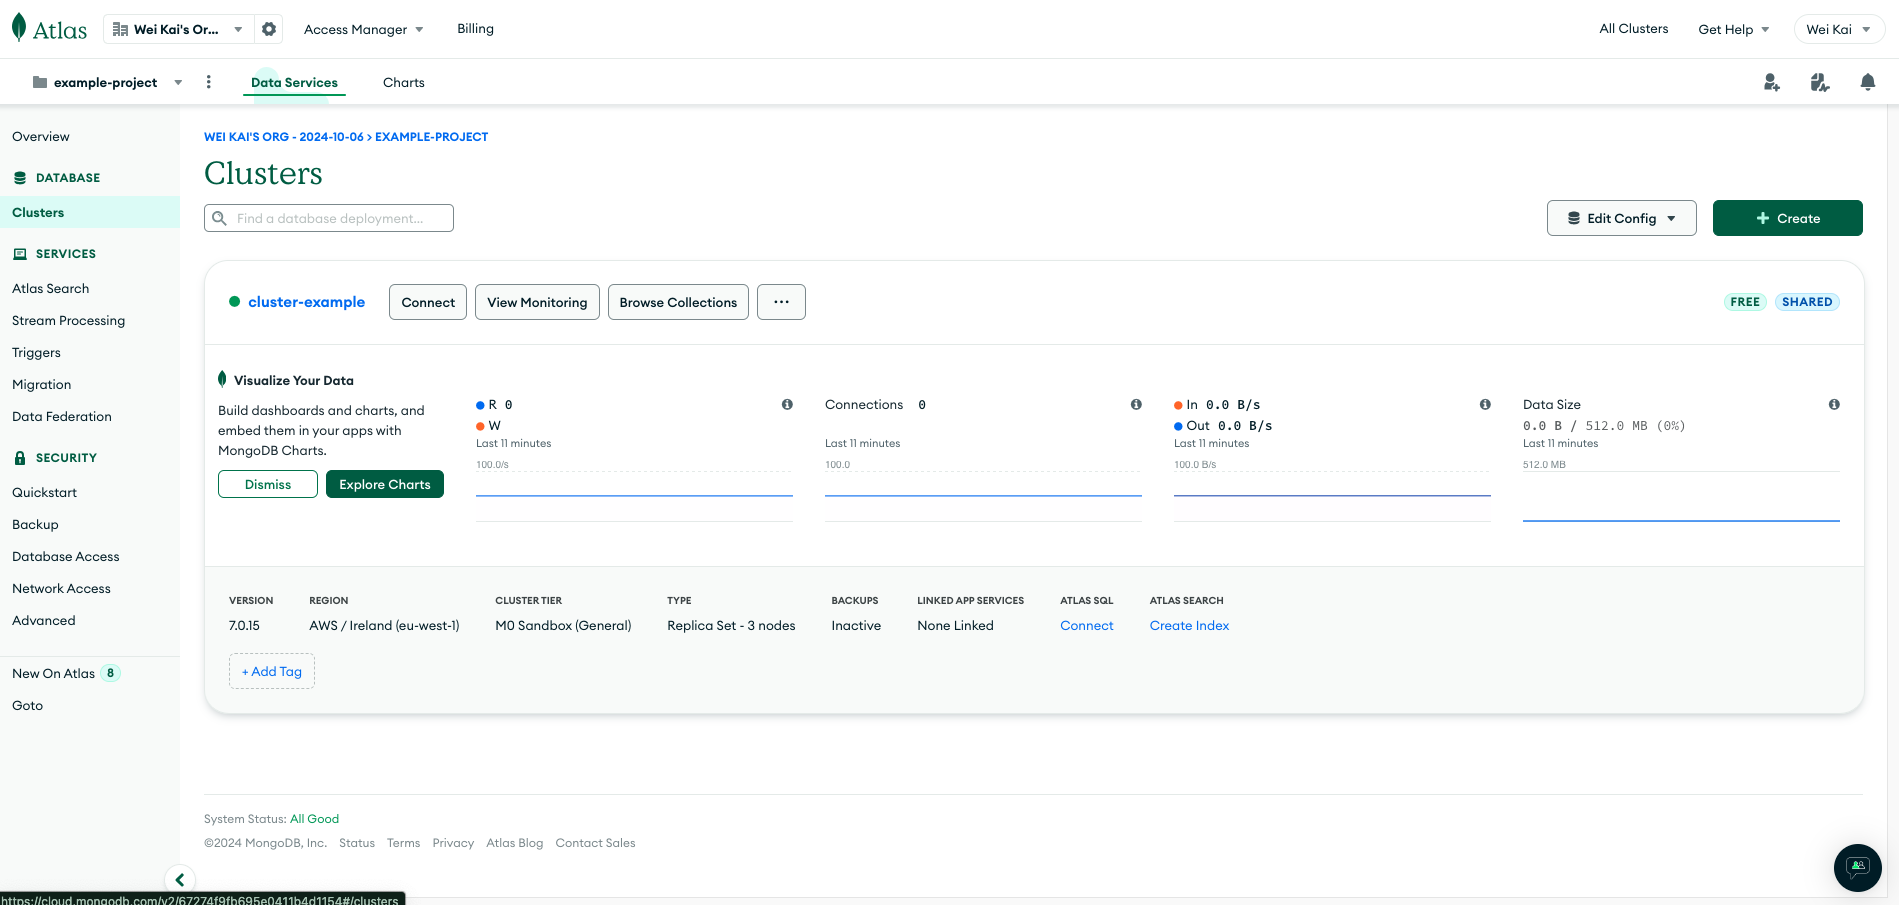 Atlas
Wei Kai's Or...
Access Manager
Billing
All Clusters
Get Help
Wei Kai
example-project
Data Services
Charts
Overview
DATABASE
Clusters
SERVICES
Atlas Search
Stream Processing
Triggers
Migration
Data Federation
SECURITY
Quickstart
Backup
Database Access
Network Access
Advanced
New On Atlas 8
Goto
WEI KAI'S ORG - 2024-10-06 > EXAMPLE-PROJECT
Clusters
Find a database deployment...
Edit Config
+ Create
cluster-example
Connect
View Monitoring
Browse Collections
...
FREE
SHARED
Visualize Your Data
Build dashboards and charts, and
embed them in your apps with
MongoDB Charts.
Dismiss
Explore Charts
R 0
W
Last 11 minutes
100.0/s
Connections 0
Last 11 minutes
100.0
In 0.0 B/s
Out 0.0 B/s
Last 11 minutes
100.0 B/s
Data Size
0.0 B / 512.0 MB (0%)
Last 11 minutes
512.0 MB
VERSION
7.0.15
REGION
AWS / Ireland (eu-west-1)
CLUSTER TIER
M0 Sandbox (General)
TYPE
Replica Set - 3 nodes
BACKUPS
Inactive
LINKED APP SERVICES
None Linked
ATLAS SQL
Connect
ATLAS SEARCH
Create Index
+ Add Tag
System Status: All Good
©2024 MongoDB, Inc. Status Terms Privacy Atlas Blog Contact Sales
https://cloud.mongodb.com/v2/67274f9fb695e0411b4d1154#/clusters